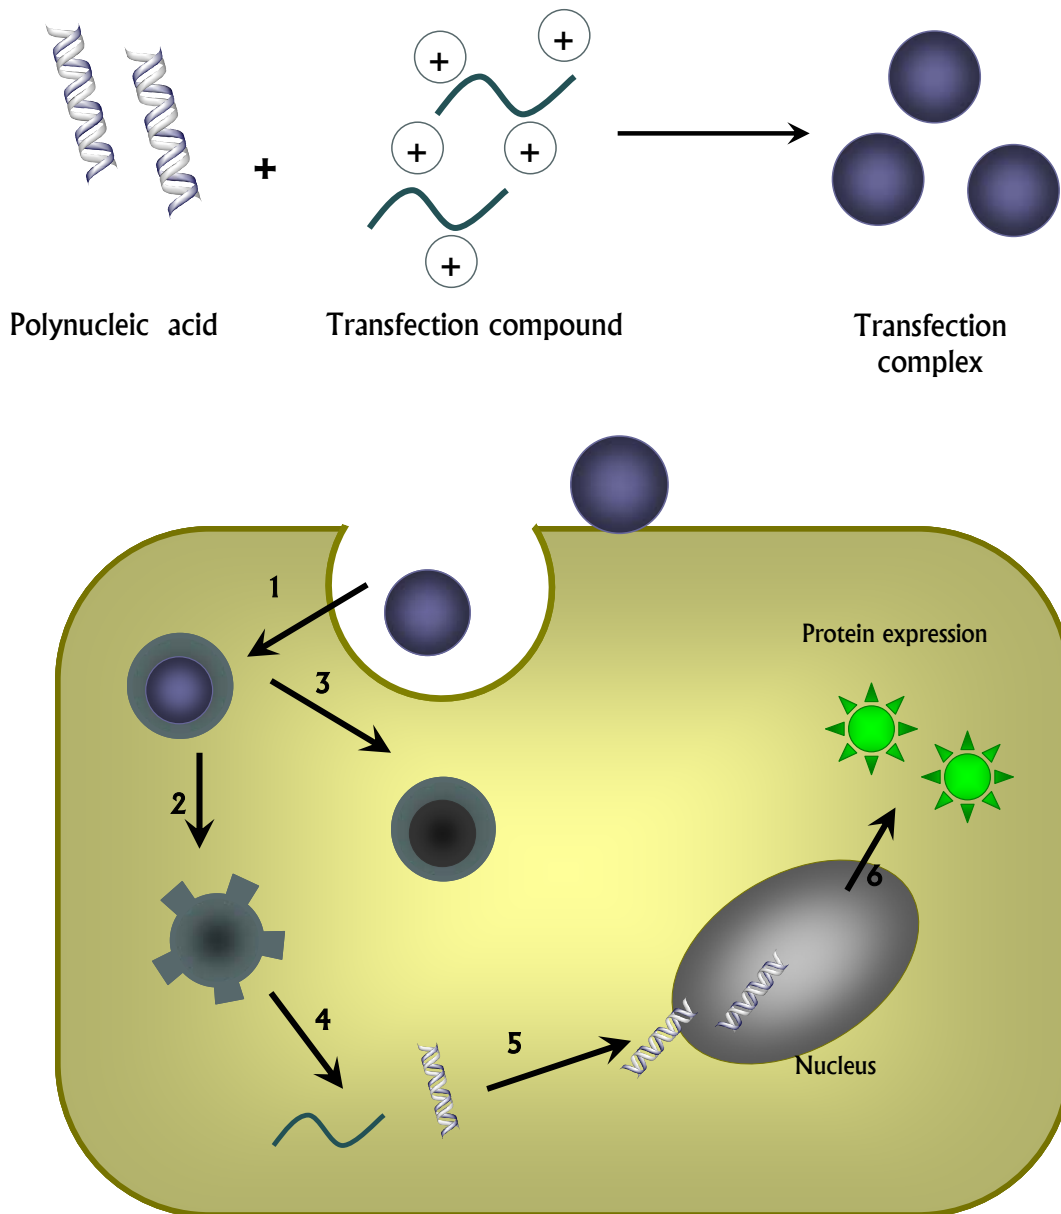 +
+
+
+
+
+
Polynucleic acid
Transfection compound
Transfection
complex
1
Protein expression
3
2
6
4
5
Nucleus